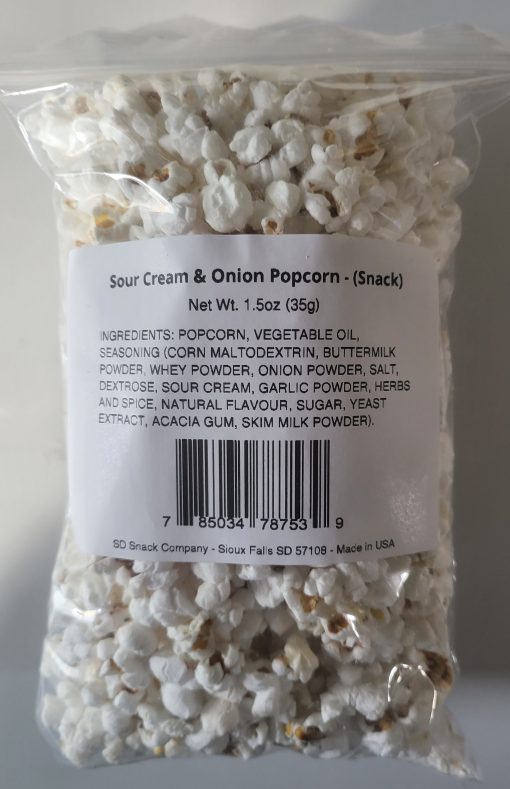 Sour Cream & Onion Popcorn - (Snack)
Net Wt. 1.5oz (35g)
INGREDIENTS: POPCORN, VEGETABLE OIL,
SEASONING (CORN MALTODEXTRIN, BUTTERMILK
POWDER, WHEY POWDER, ONION POWDER, SALT,
DEXTROSE, SOUR CREAM, GARLIC POWDER, HERBS
AND SPICE, NATURAL FLAVOUR, SUGAR, YEAST
EXTRACT, ACACIA GUM, SKIM MILK POWDER).
7 85034 78753 9
SD Snack Company - Sioux Falls SD 57108 - Made in USA